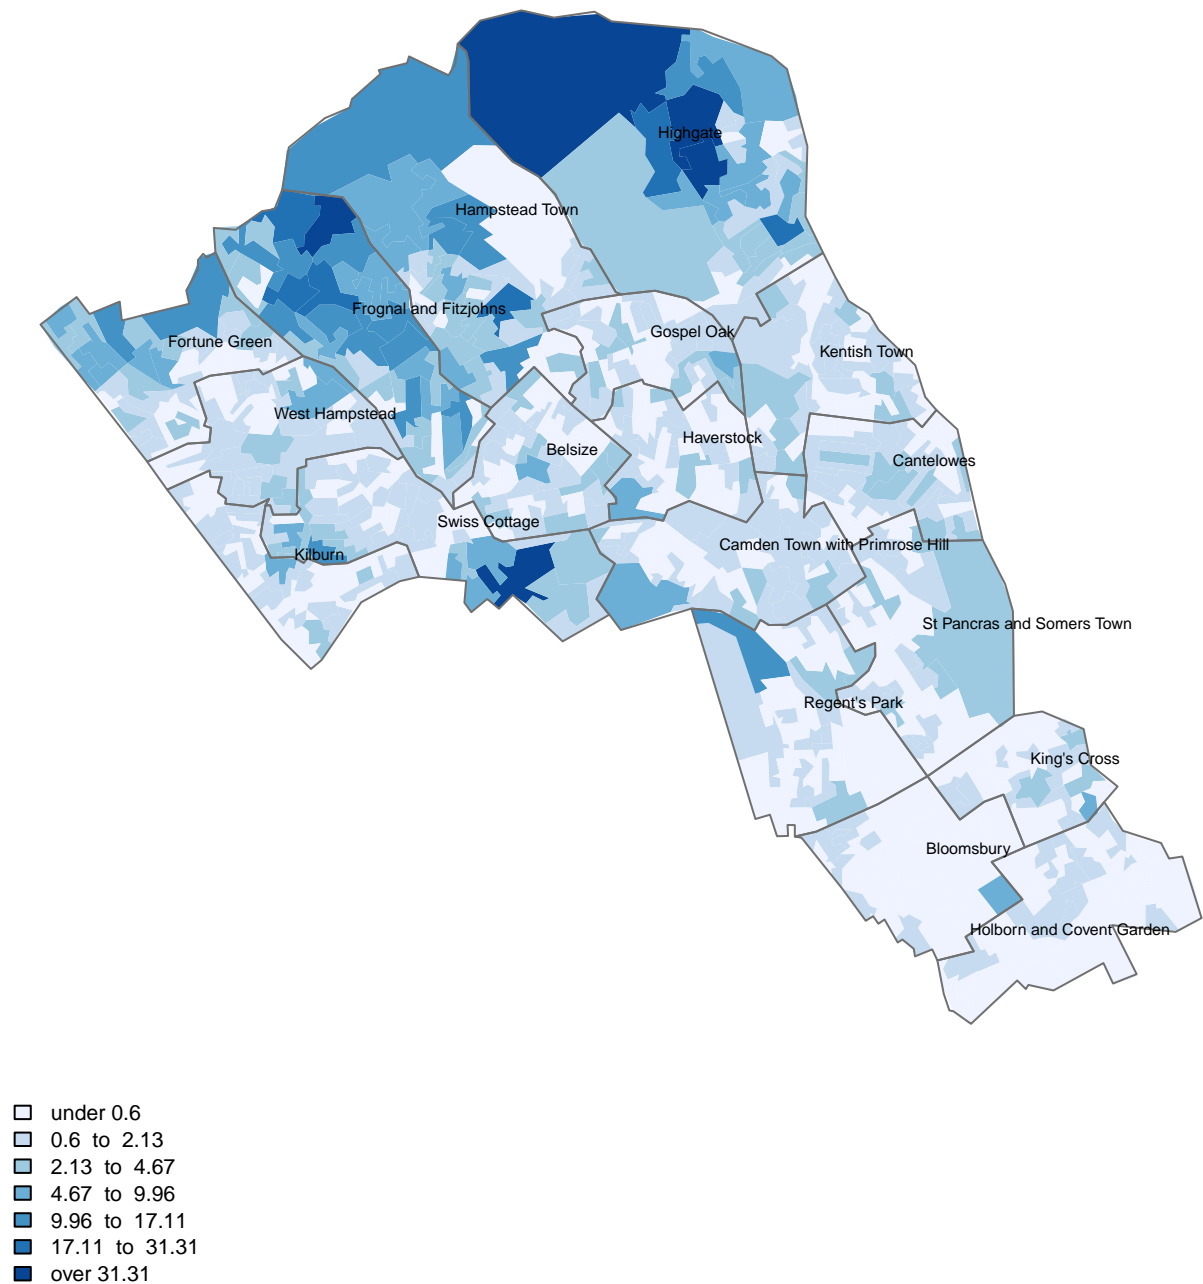 Highgate
Hampstead Town
Frognal and Fitzjohns
Gospel Oak
Fortune Green
Kentish Town
West Hampstead
Haverstock
Belsize
Cantelowes
Swiss Cottage
Camden Town with Primrose Hill
Kilburn
St Pancras and Somers Town
Regent's Park
King's Cross
Bloomsbury
Holborn and Covent Garden
under 0.6
0.6 to 2.13
2.13 to 4.67
4.67 to 9.96
9.96 to 17.11
17.11 to 31.31
over 31.31